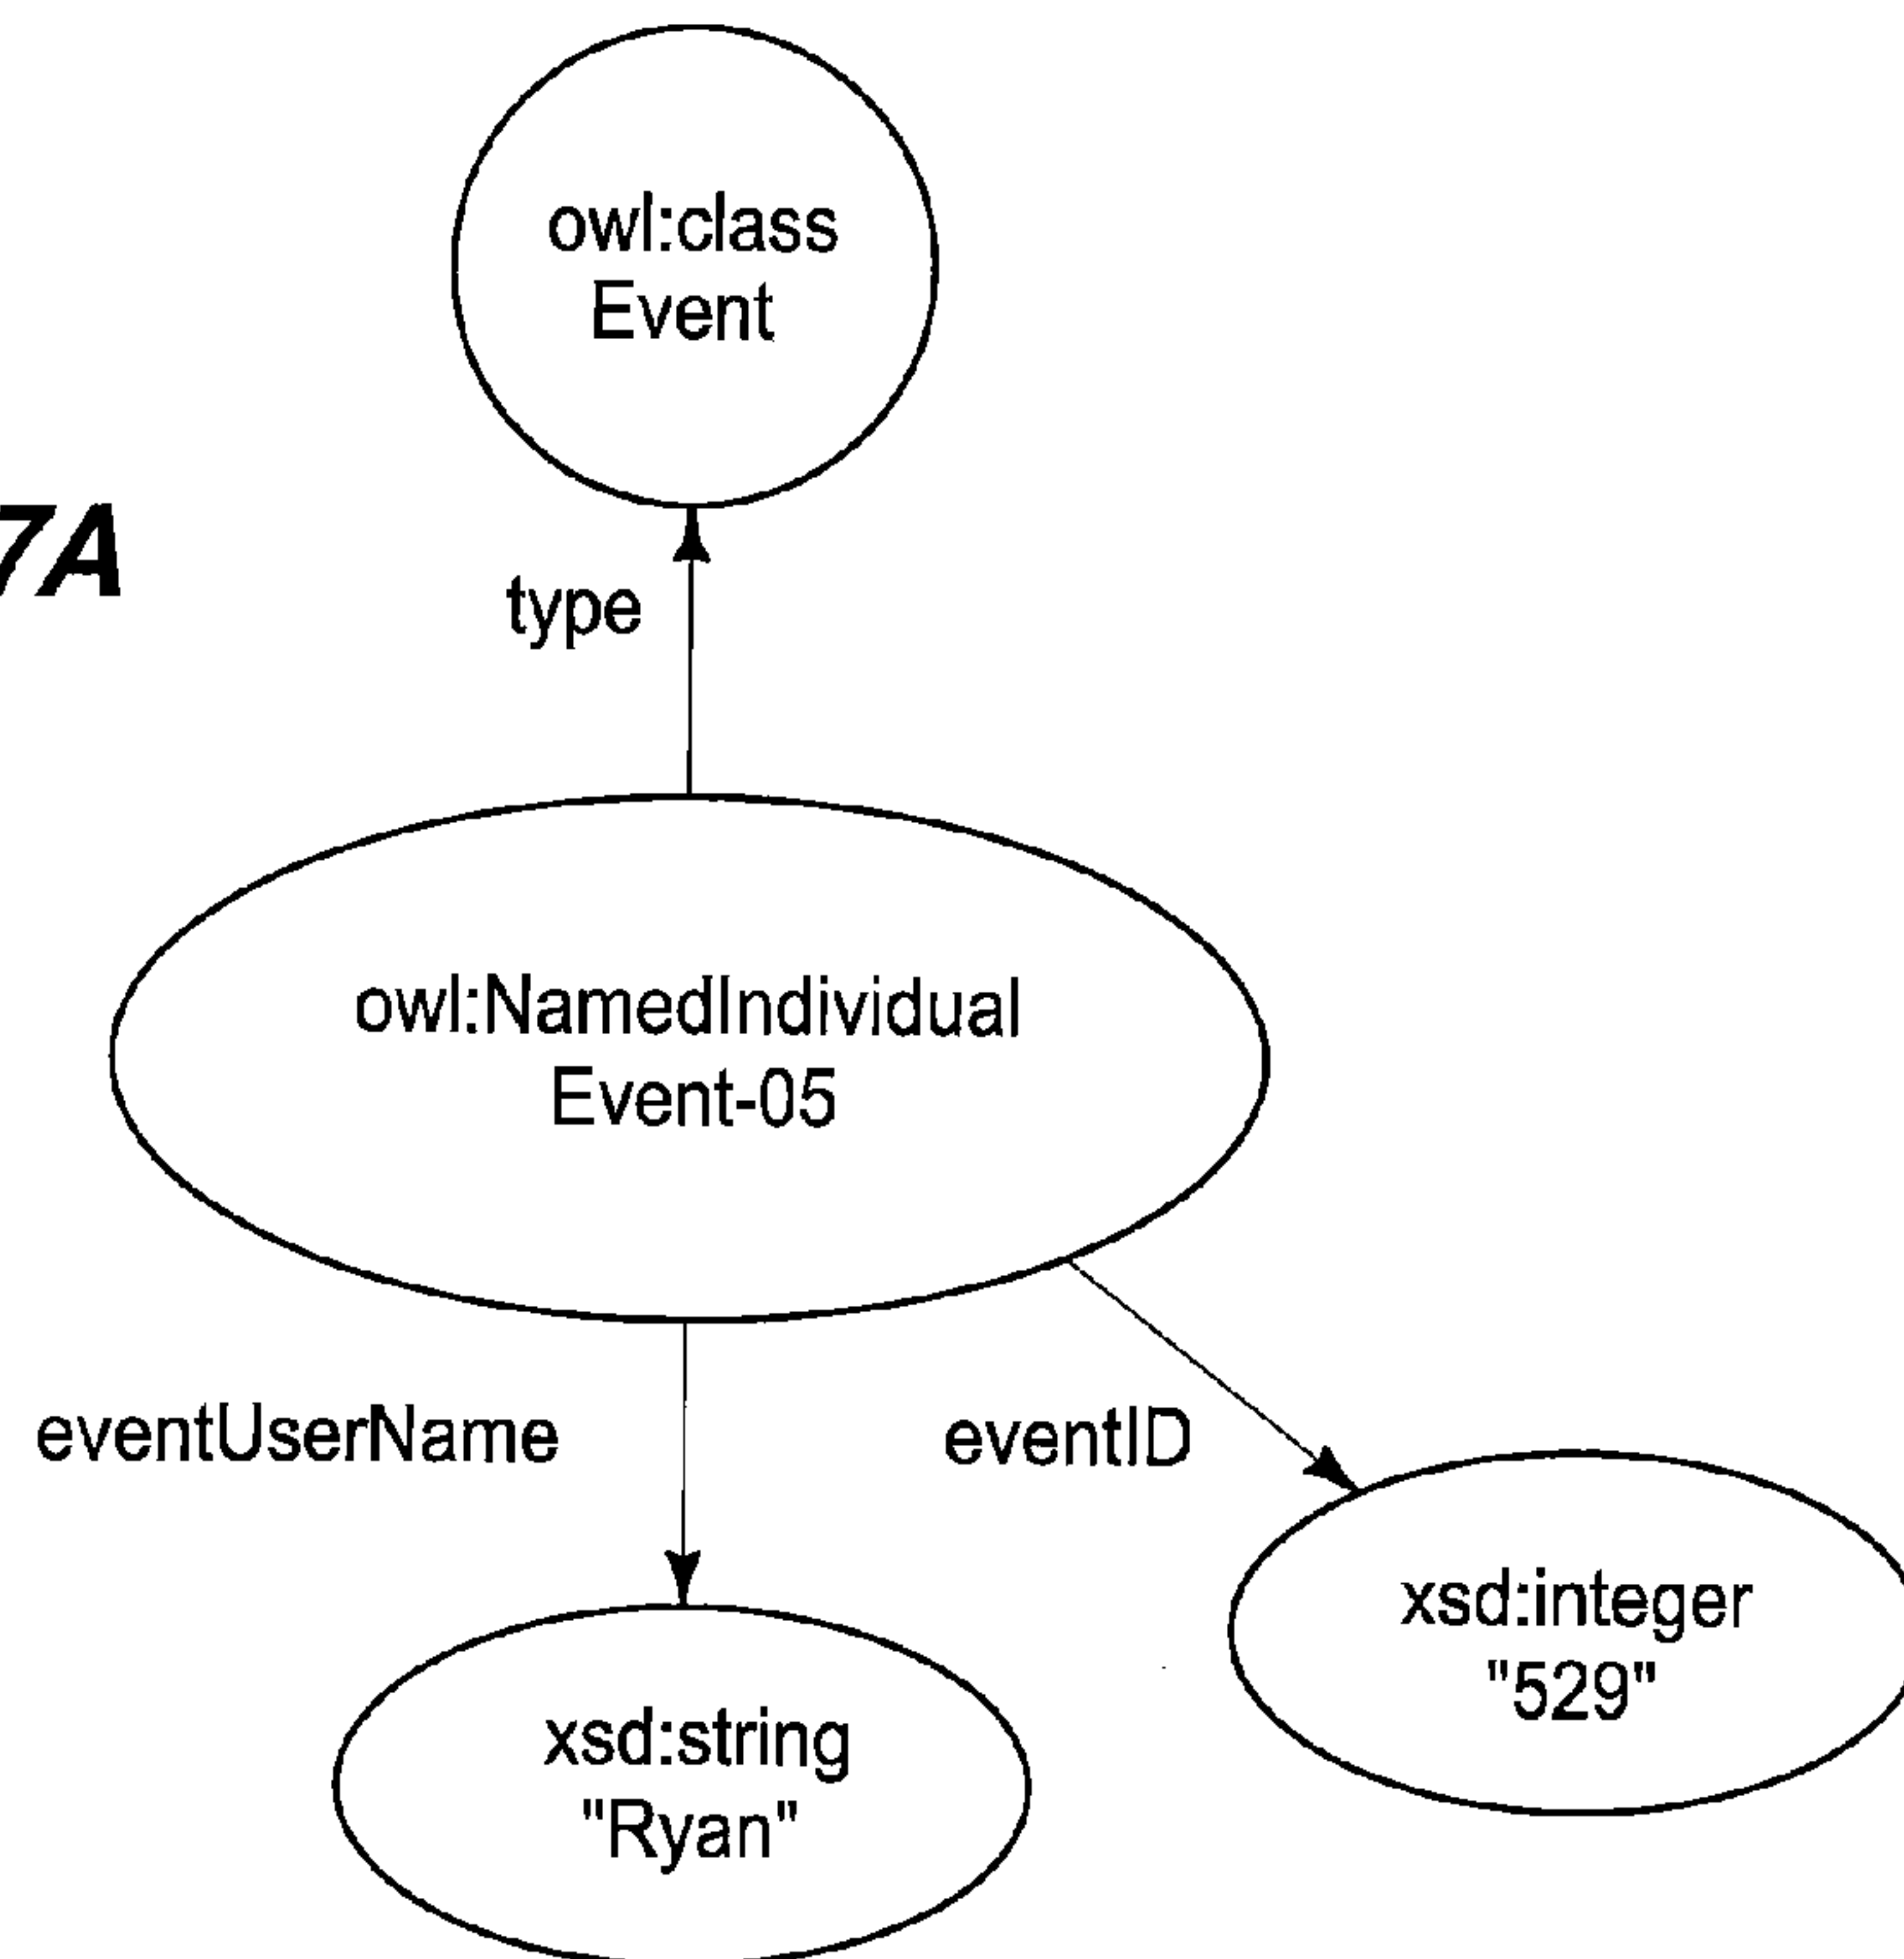 owl:class
Event
7A
type
owl:NamedIndividual
Event-05
eventUserName
eventID
xsd:integer
"529"
xsd:string
"Ryan"